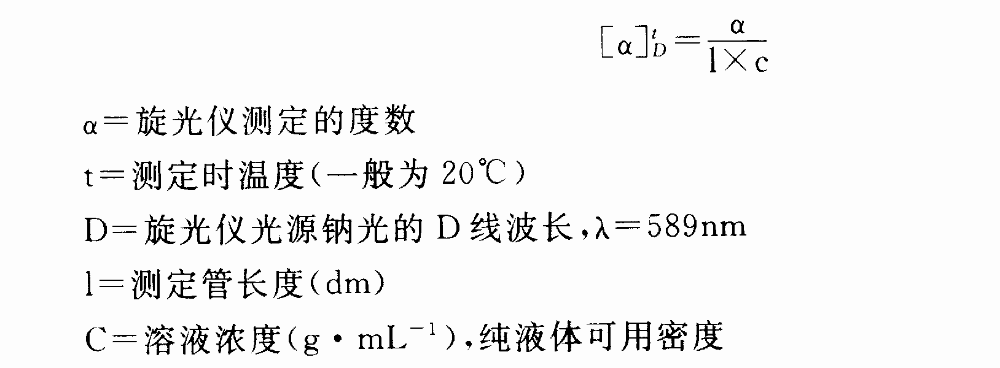 [α]ᵗ_D = α / (l×c)
α=旋光仪测定的度数
t=测定时温度(一般为 20℃)
D=旋光仪光源钠光的 D 线波长,λ=589nm
l=测定管长度(dm)
C=溶液浓度(g·mL⁻¹),纯液体可用密度